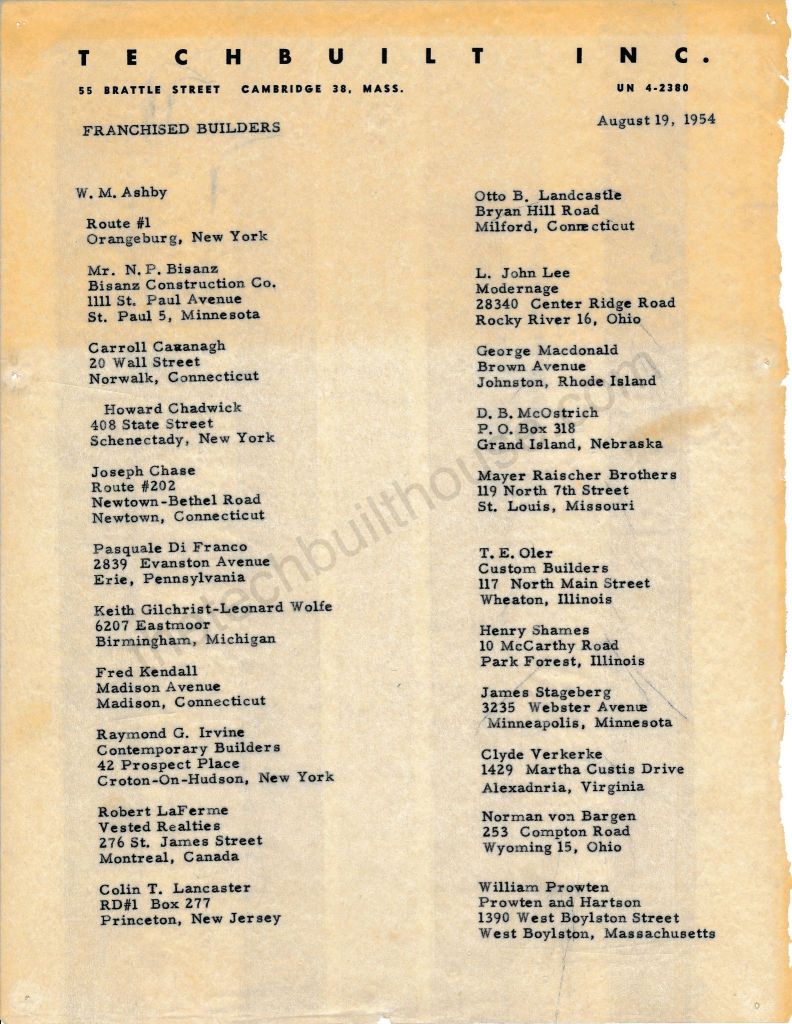 TECHBUILT INC.
55 BRATTLE STREET CAMBRIDGE 38, MASS. UN 4-2380
FRANCHISED BUILDERS
August 19, 1954
W. M. Ashby
Route #1
Orangeburg, New York
Mr. N. P. Bisanz
Bisanz Construction Co.
1111 St. Paul Avenue
St. Paul 5, Minnesota
Carroll Cavanagh
20 Wall Street
Norwalk, Connecticut
Howard Chadwick
408 State Street
Schenectady, New York
Joseph Chase
Route #202
Newtown-Bethel Road
Newtown, Connecticut
Pasquale Di Franco
2839 Evanston Avenue
Erie, Pennsylvania
Keith Gilchrist-Leonard Wolfe
6207 Eastmoor
Birmingham, Michigan
Fred Kendall
Madison Avenue
Madison, Connecticut
Raymond G. Irvine
Contemporary Builders
42 Prospect Place
Croton-On-Hudson, New York
Robert LaFerme
Vested Realties
276 St. James Street
Montreal, Canada
Colin T. Lancaster
RD#1 Box 277
Princeton, New Jersey
Otto B. Landcastle
Bryan Hill Road
Milford, Connecticut
L. John Lee
Modernage
28340 Center Ridge Road
Rocky River 16, Ohio
George Macdonald
Brown Avenue
Johnston, Rhode Island
D. B. McOstrich
P. O. Box 318
Grand Island, Nebraska
Mayer Raischer Brothers
119 North 7th Street
St. Louis, Missouri
T. E. Oler
Custom Builders
117 North Main Street
Wheaton, Illinois
Henry Shames
10 McCarthy Road
Park Forest, Illinois
James Stageberg
3235 Webster Avenue
Minneapolis, Minnesota
Clyde Verkerke
1429 Martha Custis Drive
Alexadnria, Virginia
Norman von Bargen
253 Compton Road
Wyoming 15, Ohio
William Prowten
Prowten and Hartson
1390 West Boylston Street
West Boylston, Massachusetts
techbuilthouse.com